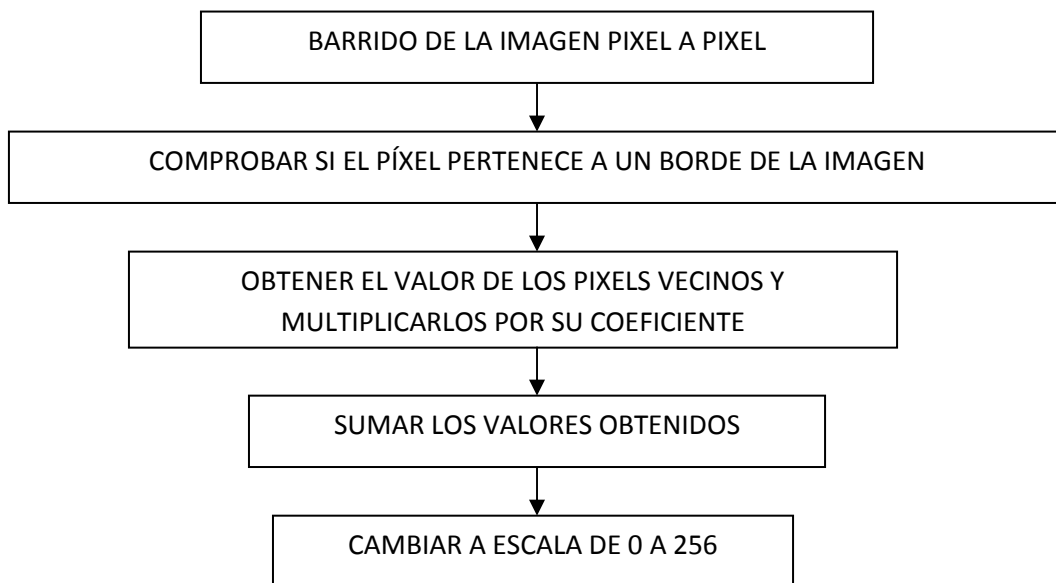 BARRIDO DE LA IMAGEN PIXEL A PIXEL
COMPROBAR SI EL PÍXEL PERTENECE A UN BORDE DE LA IMAGEN
OBTENER EL VALOR DE LOS PIXELS VECINOS Y
MULTIPLICARLOS POR SU COEFICIENTE
SUMAR LOS VALORES OBTENIDOS
CAMBIAR A ESCALA DE 0 A 256